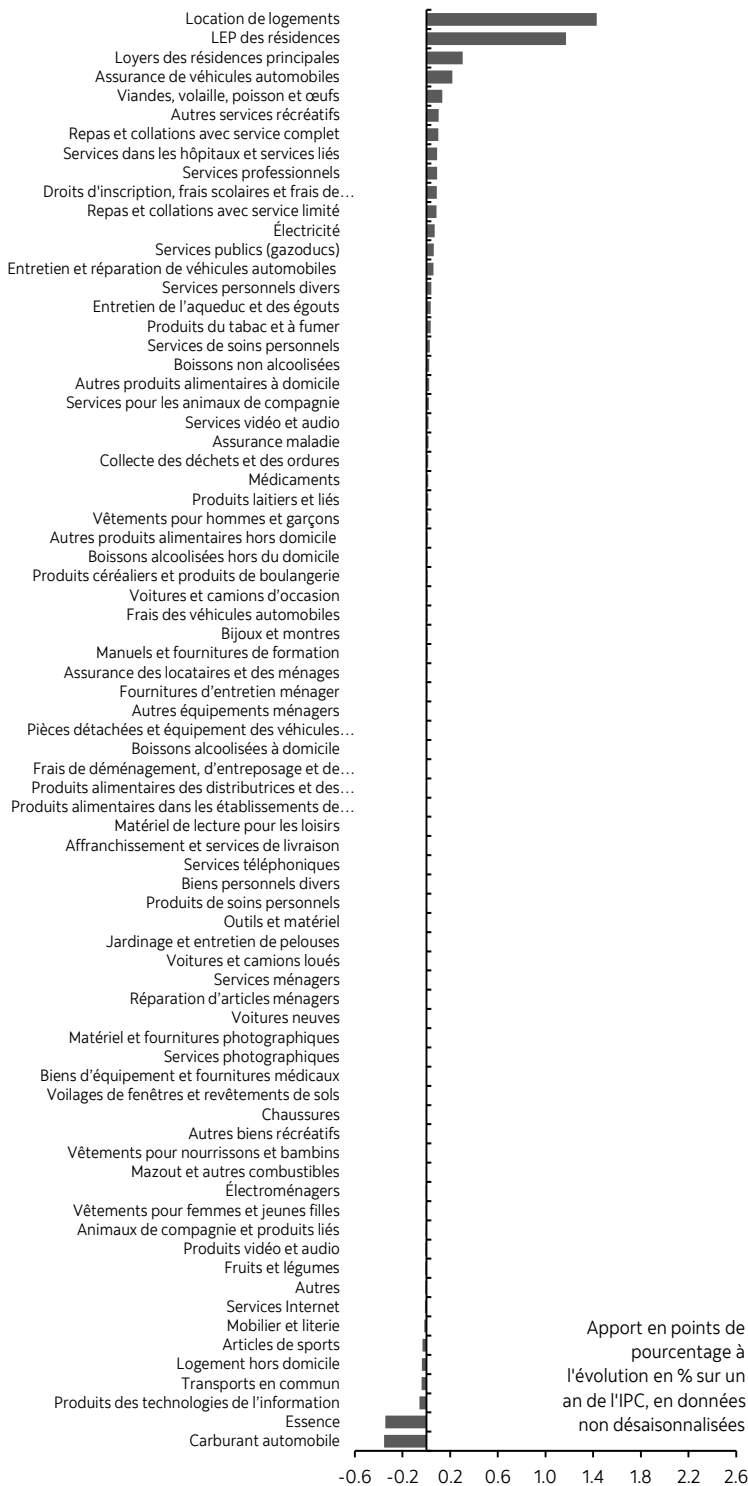 Location de logements
LEP des résidences
Loyers des résidences principales
Assurance de véhicules automobiles
Viandes, volaille, poisson et œufs
Autres services récréatifs
Repas et collations avec service complet
Services dans les hôpitaux et services liés
Services professionnels
Droits d'inscription, frais scolaires et frais de…
Repas et collations avec service limité
Électricité
Services publics (gazoducs)
Entretien et réparation de véhicules automobiles
Services personnels divers
Entretien de l’aqueduc et des égouts
Produits du tabac et à fumer
Services de soins personnels
Boissons non alcoolisées
Autres produits alimentaires à domicile
Services pour les animaux de compagnie
Services vidéo et audio
Assurance maladie
Collecte des déchets et des ordures
Médicaments
Produits laitiers et liés
Vêtements pour hommes et garçons
Autres produits alimentaires hors domicile
Boissons alcoolisées hors du domicile
Produits céréaliers et produits de boulangerie
Voitures et camions d’occasion
Frais des véhicules automobiles
Bijoux et montres
Manuels et fournitures de formation
Assurance des locataires et des ménages
Fournitures d’entretien ménager
Autres équipements ménagers
Pièces détachées et équipement des véhicules…
Boissons alcoolisées à domicile
Frais de déménagement, d’entreposage et de…
Produits alimentaires des distributrices et des…
Produits alimentaires dans les établissements de…
Matériel de lecture pour les loisirs
Affranchissement et services de livraison
Services téléphoniques
Biens personnels divers
Produits de soins personnels
Outils et matériel
Jardinage et entretien de pelouses
Voitures et camions loués
Services ménagers
Réparation d’articles ménagers
Voitures neuves
Matériel et fournitures photographiques
Services photographiques
Biens d’équipement et fournitures médicaux
Voilages de fenêtres et revêtements de sols
Chaussures
Autres biens récréatifs
Vêtements pour nourrissons et bambins
Mazout et autres combustibles
Électroménagers
Vêtements pour femmes et jeunes filles
Animaux de compagnie et produits liés
Produits vidéo et audio
Fruits et légumes
Autres
Services Internet
Mobilier et literie
Articles de sports
Logement hors domicile
Transports en commun
Produits des technologies de l’information
Essence
Carburant automobile
Apport en points de
pourcentage à
l'évolution en % sur un
an de l'IPC, en données
non désaisonnalisées
-0.6 -0.2 0.2 0.6 1.0 1.4 1.8 2.2 2.6